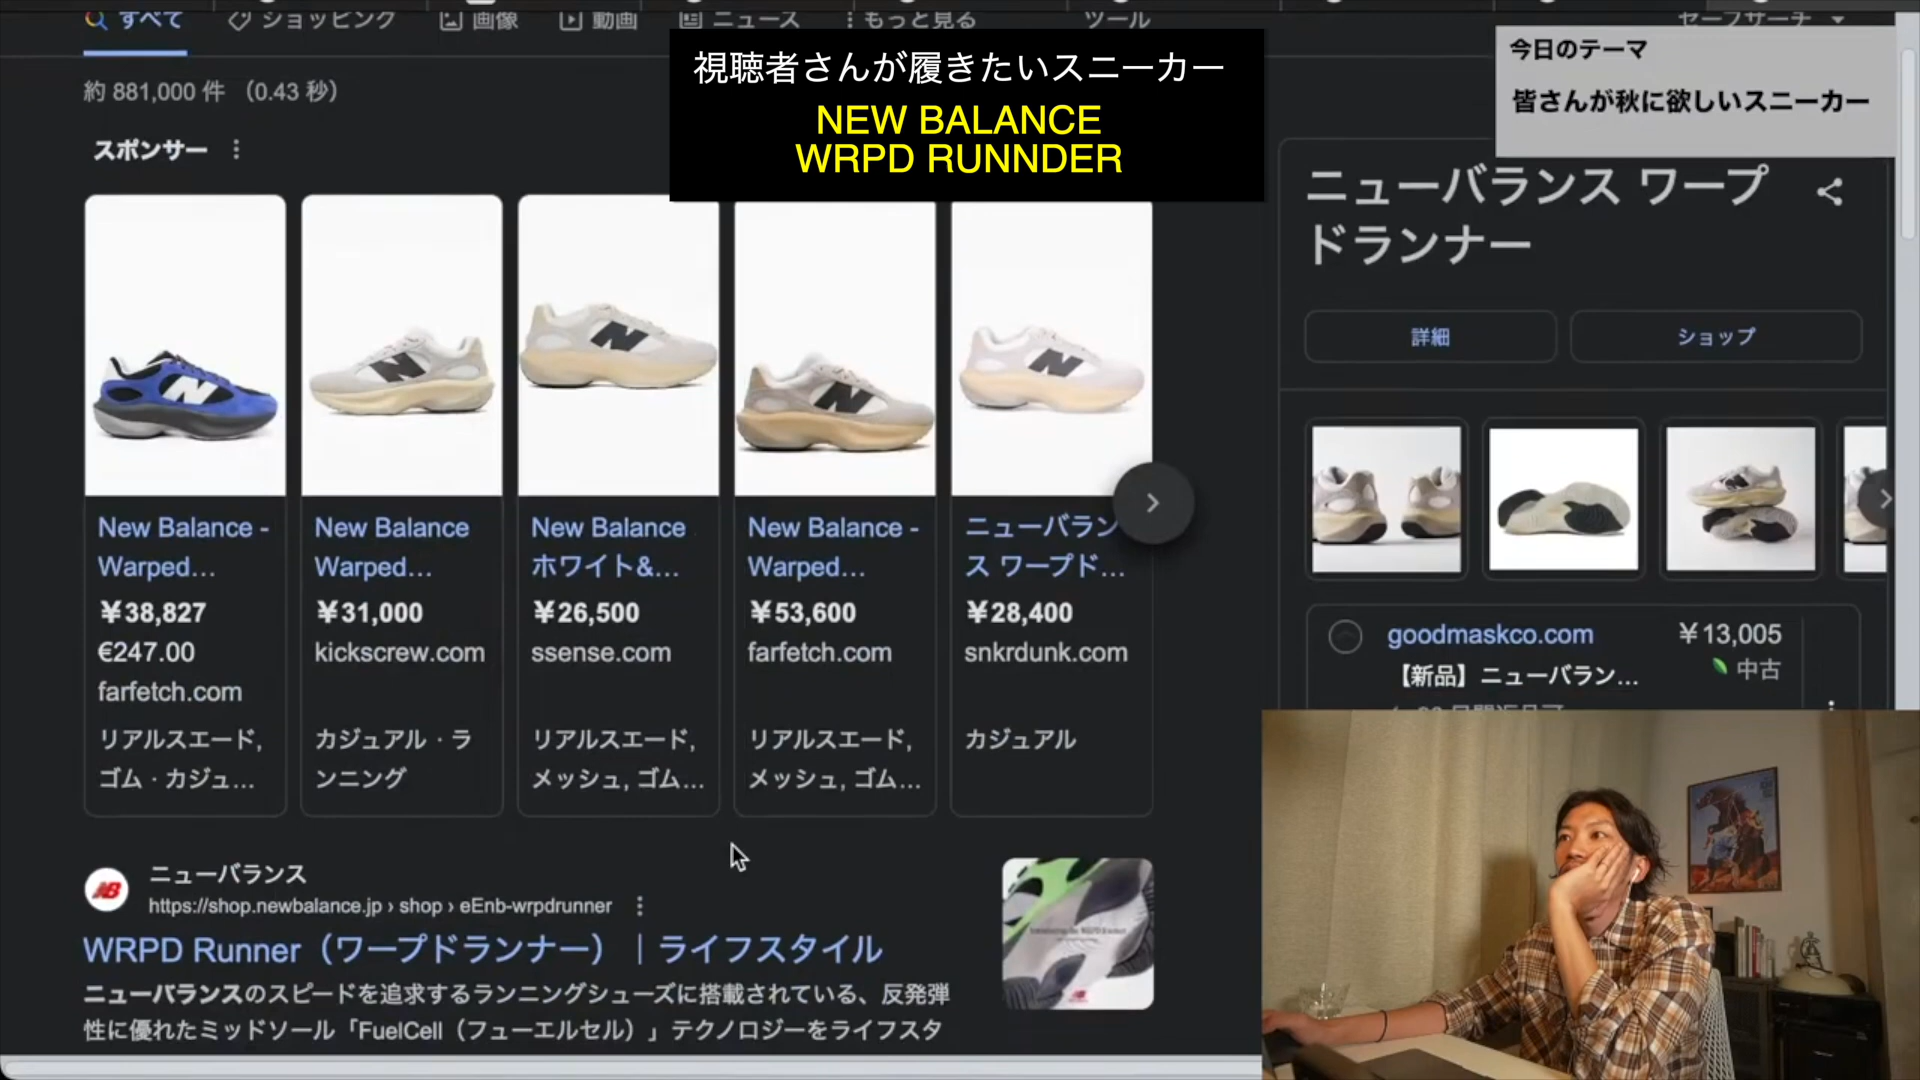 すべて
ショッピング
画像
動画
ニュース
もっと見る
ツール
セーフサーチ
約 881,000 件 （0.43 秒）
スポンサー
視聴者さんが履きたいスニーカー
NEW BALANCE
WRPD RUNNDER
今日のテーマ
皆さんが秋に欲しいスニーカー
New Balance -
Warped...
¥38,827
€247.00
farfetch.com
リアルスエード,
ゴム・カジュ...
New Balance
Warped...
¥31,000
kickscrew.com
カジュアル・ラ
ンニング
New Balance
ホワイト&...
¥26,500
ssense.com
リアルスエード,
メッシュ, ゴム...
New Balance -
Warped...
¥53,600
farfetch.com
リアルスエード,
メッシュ, ゴム...
ニューバラン
ス ワープド...
¥28,400
snkrdunk.com
カジュアル
ニューバランス ワープ
ドランナー
詳細
ショップ
goodmaskco.com
¥13,005
【新品】ニューバラン...
中古
ニューバランス
https://shop.newbalance.jp › shop › eEnb-wrpdrunner
WRPD Runner（ワープドランナー）｜ライフスタイル
ニューバランスのスピードを追求するランニングシューズに搭載されている、反発弾
性に優れたミッドソール「FuelCell（フューエルセル）」テクノロジーをライフスタ